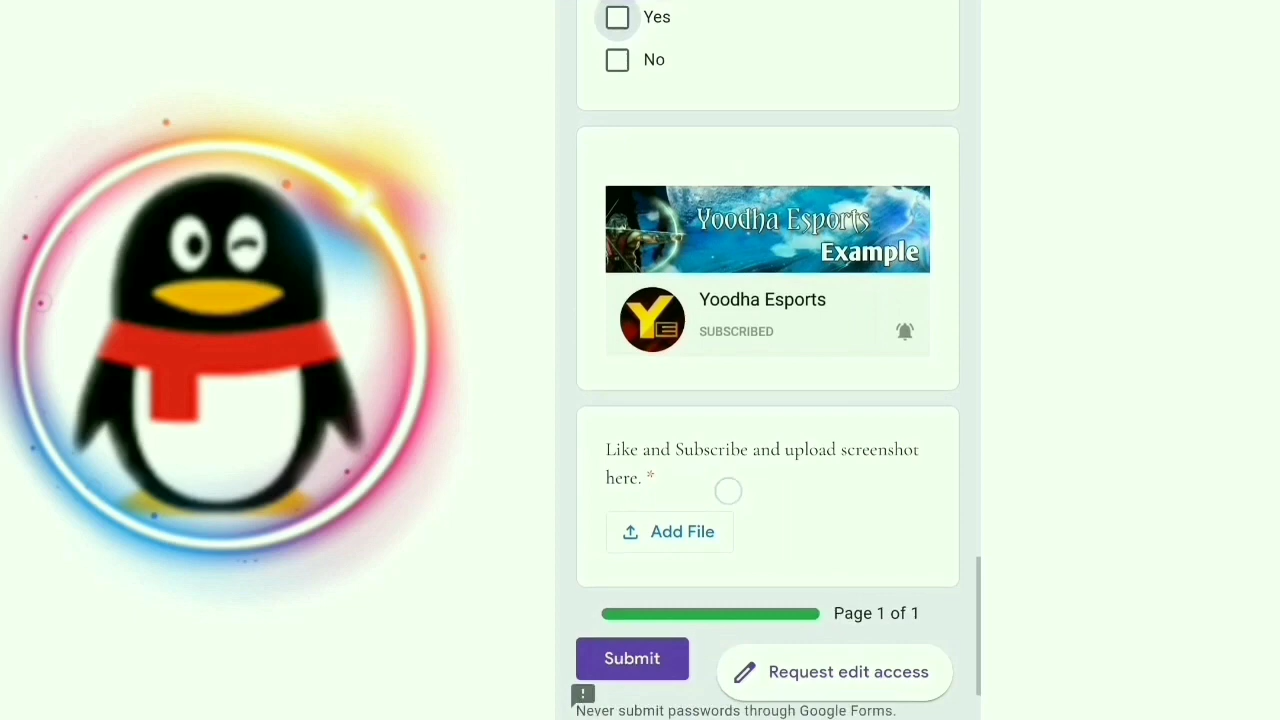 Yes
No
Yoodha Esports
Example
Yoodha Esports
SUBSCRIBED
Like and Subscribe and upload screenshot
here. *
Add File
Page 1 of 1
Submit
Request edit access
Never submit passwords through Google Forms.